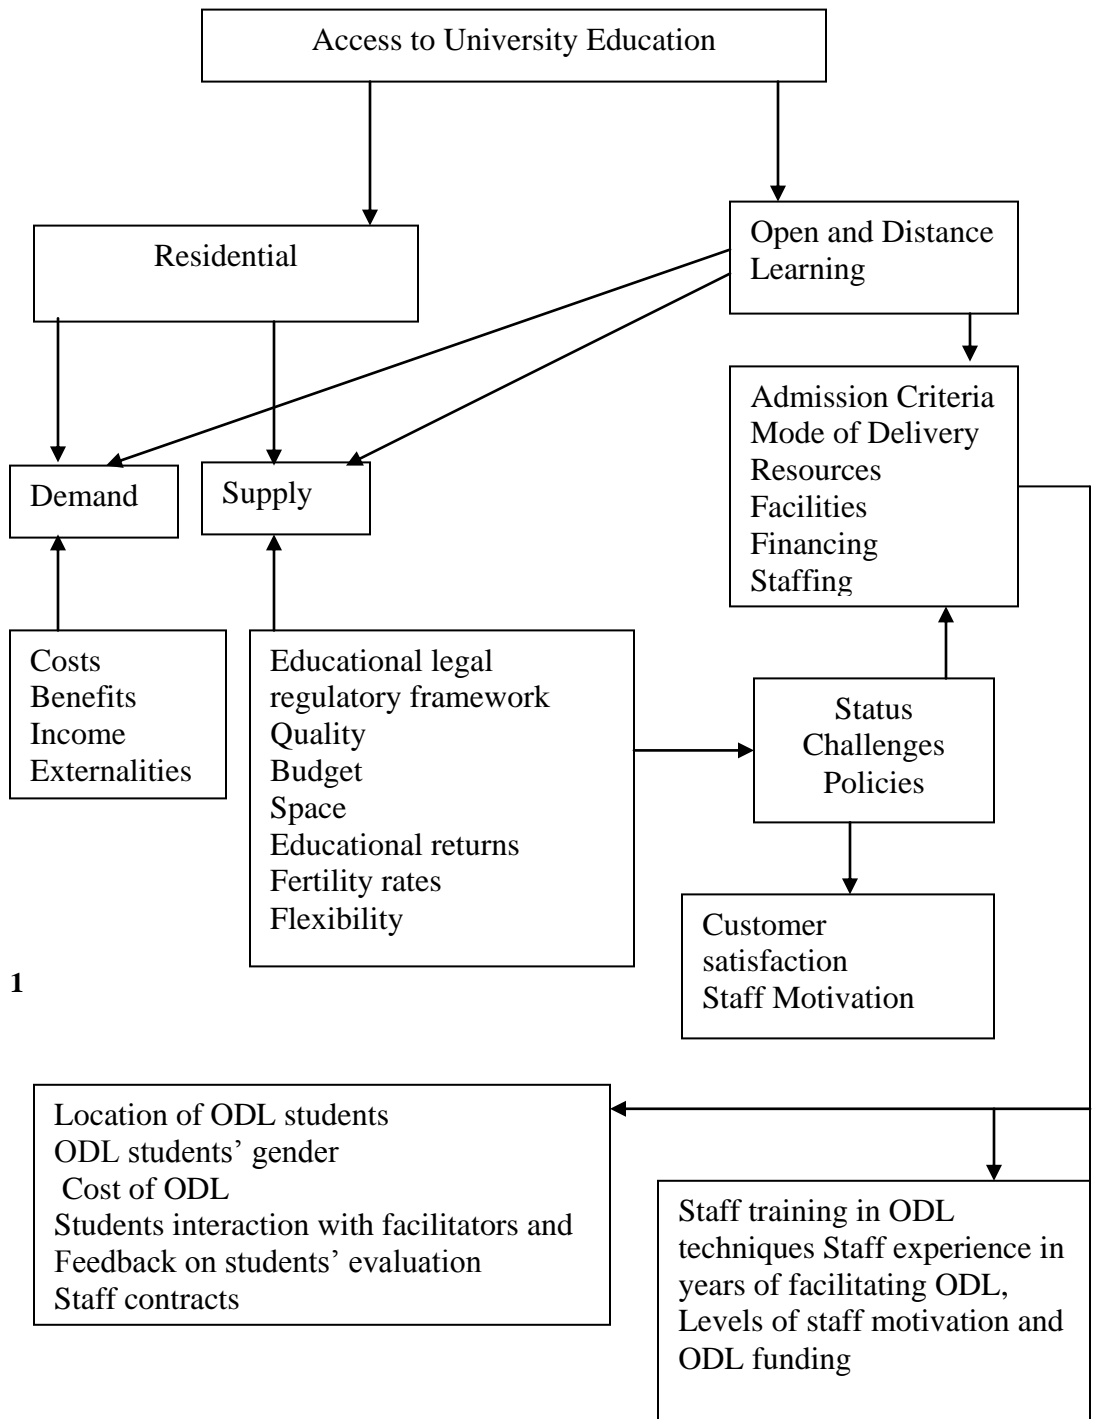 Access to University Education
Residential
Open and Distance
Learning
Admission Criteria
Mode of Delivery
Resources
Facilities
Financing
Staffing
Demand
Supply
Costs
Benefits
Income
Externalities
Educational legal
regulatory framework
Quality
Budget
Space
Educational returns
Fertility rates
Flexibility
Status
Challenges
Policies
Customer
satisfaction
Staff Motivation
1
Location of ODL students
ODL students’ gender
Cost of ODL
Students interaction with facilitators and
Feedback on students’ evaluation
Staff contracts
Staff training in ODL
techniques Staff experience in
years of facilitating ODL,
Levels of staff motivation and
ODL funding